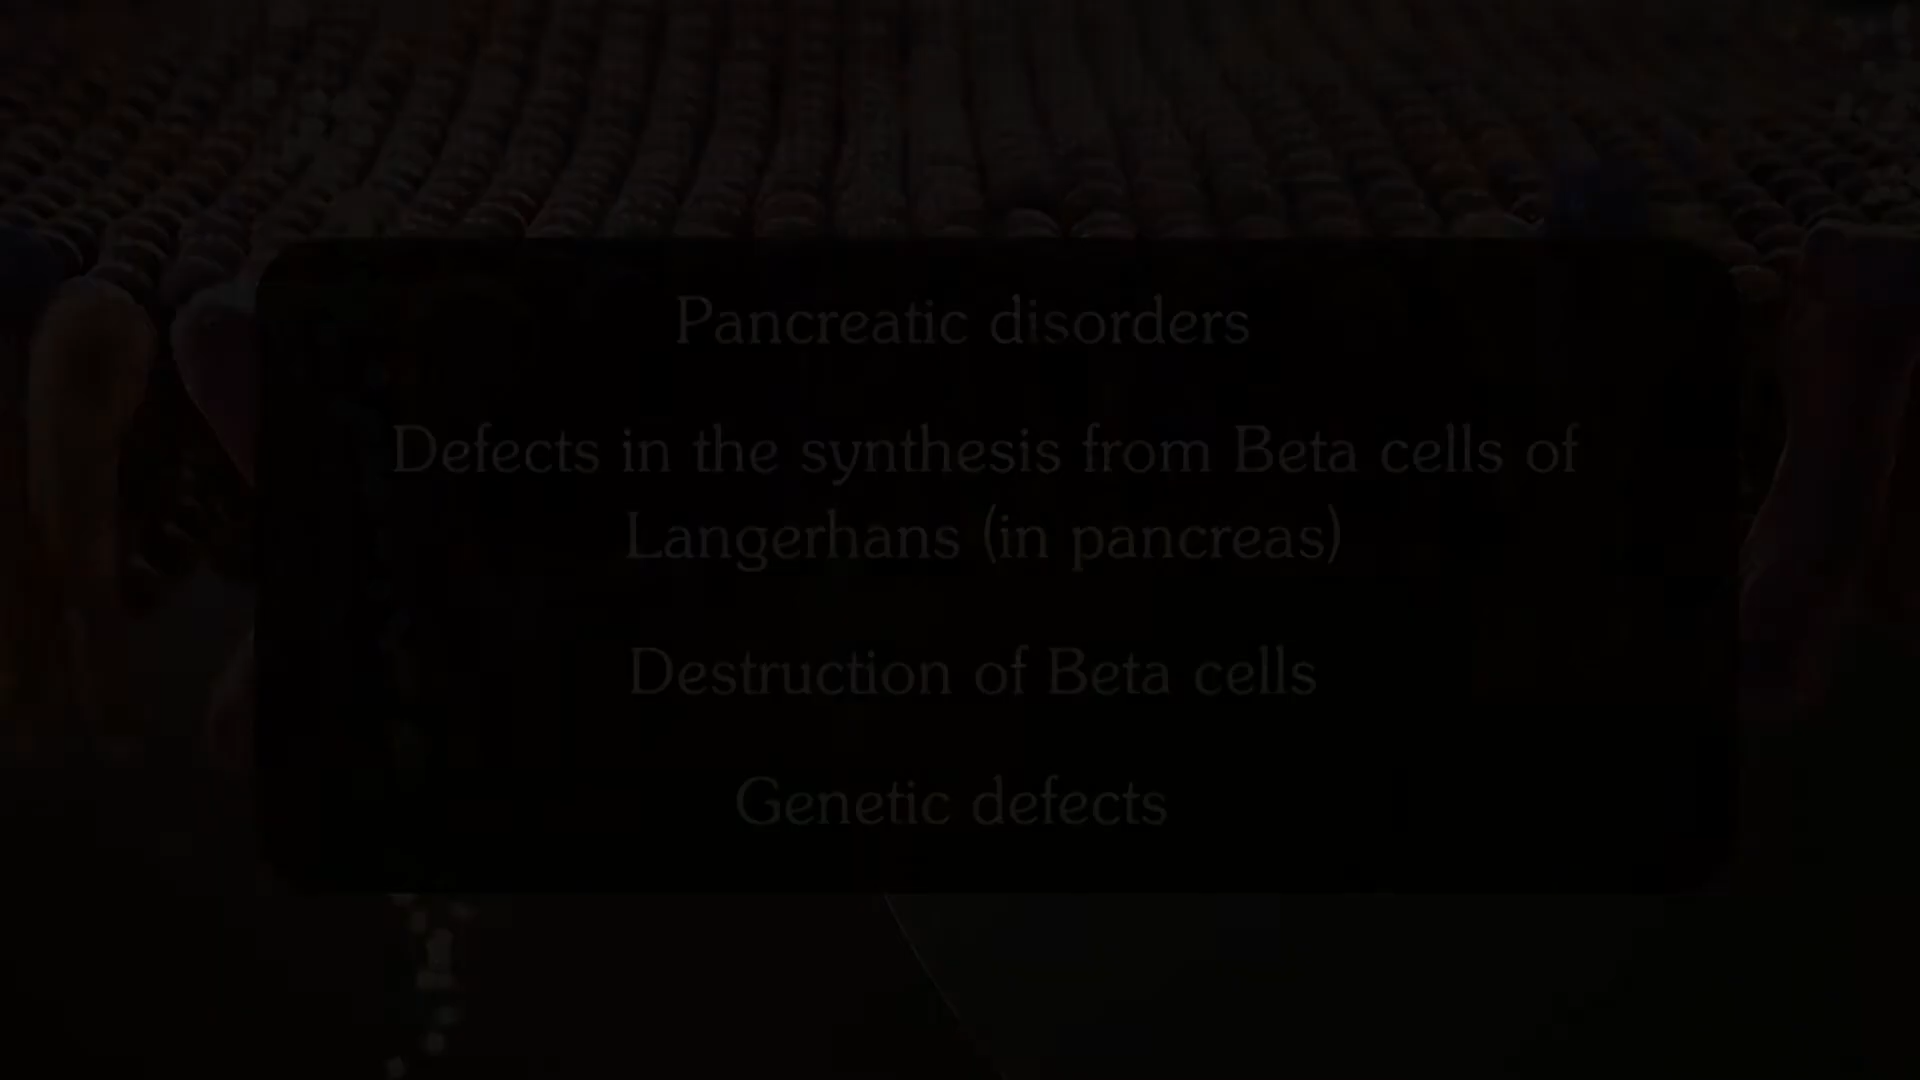 Pancreatic disorders
Defects in the synthesis from Beta cells of
Langerhans (in pancreas)
Destruction of Beta cells
Genetic defects